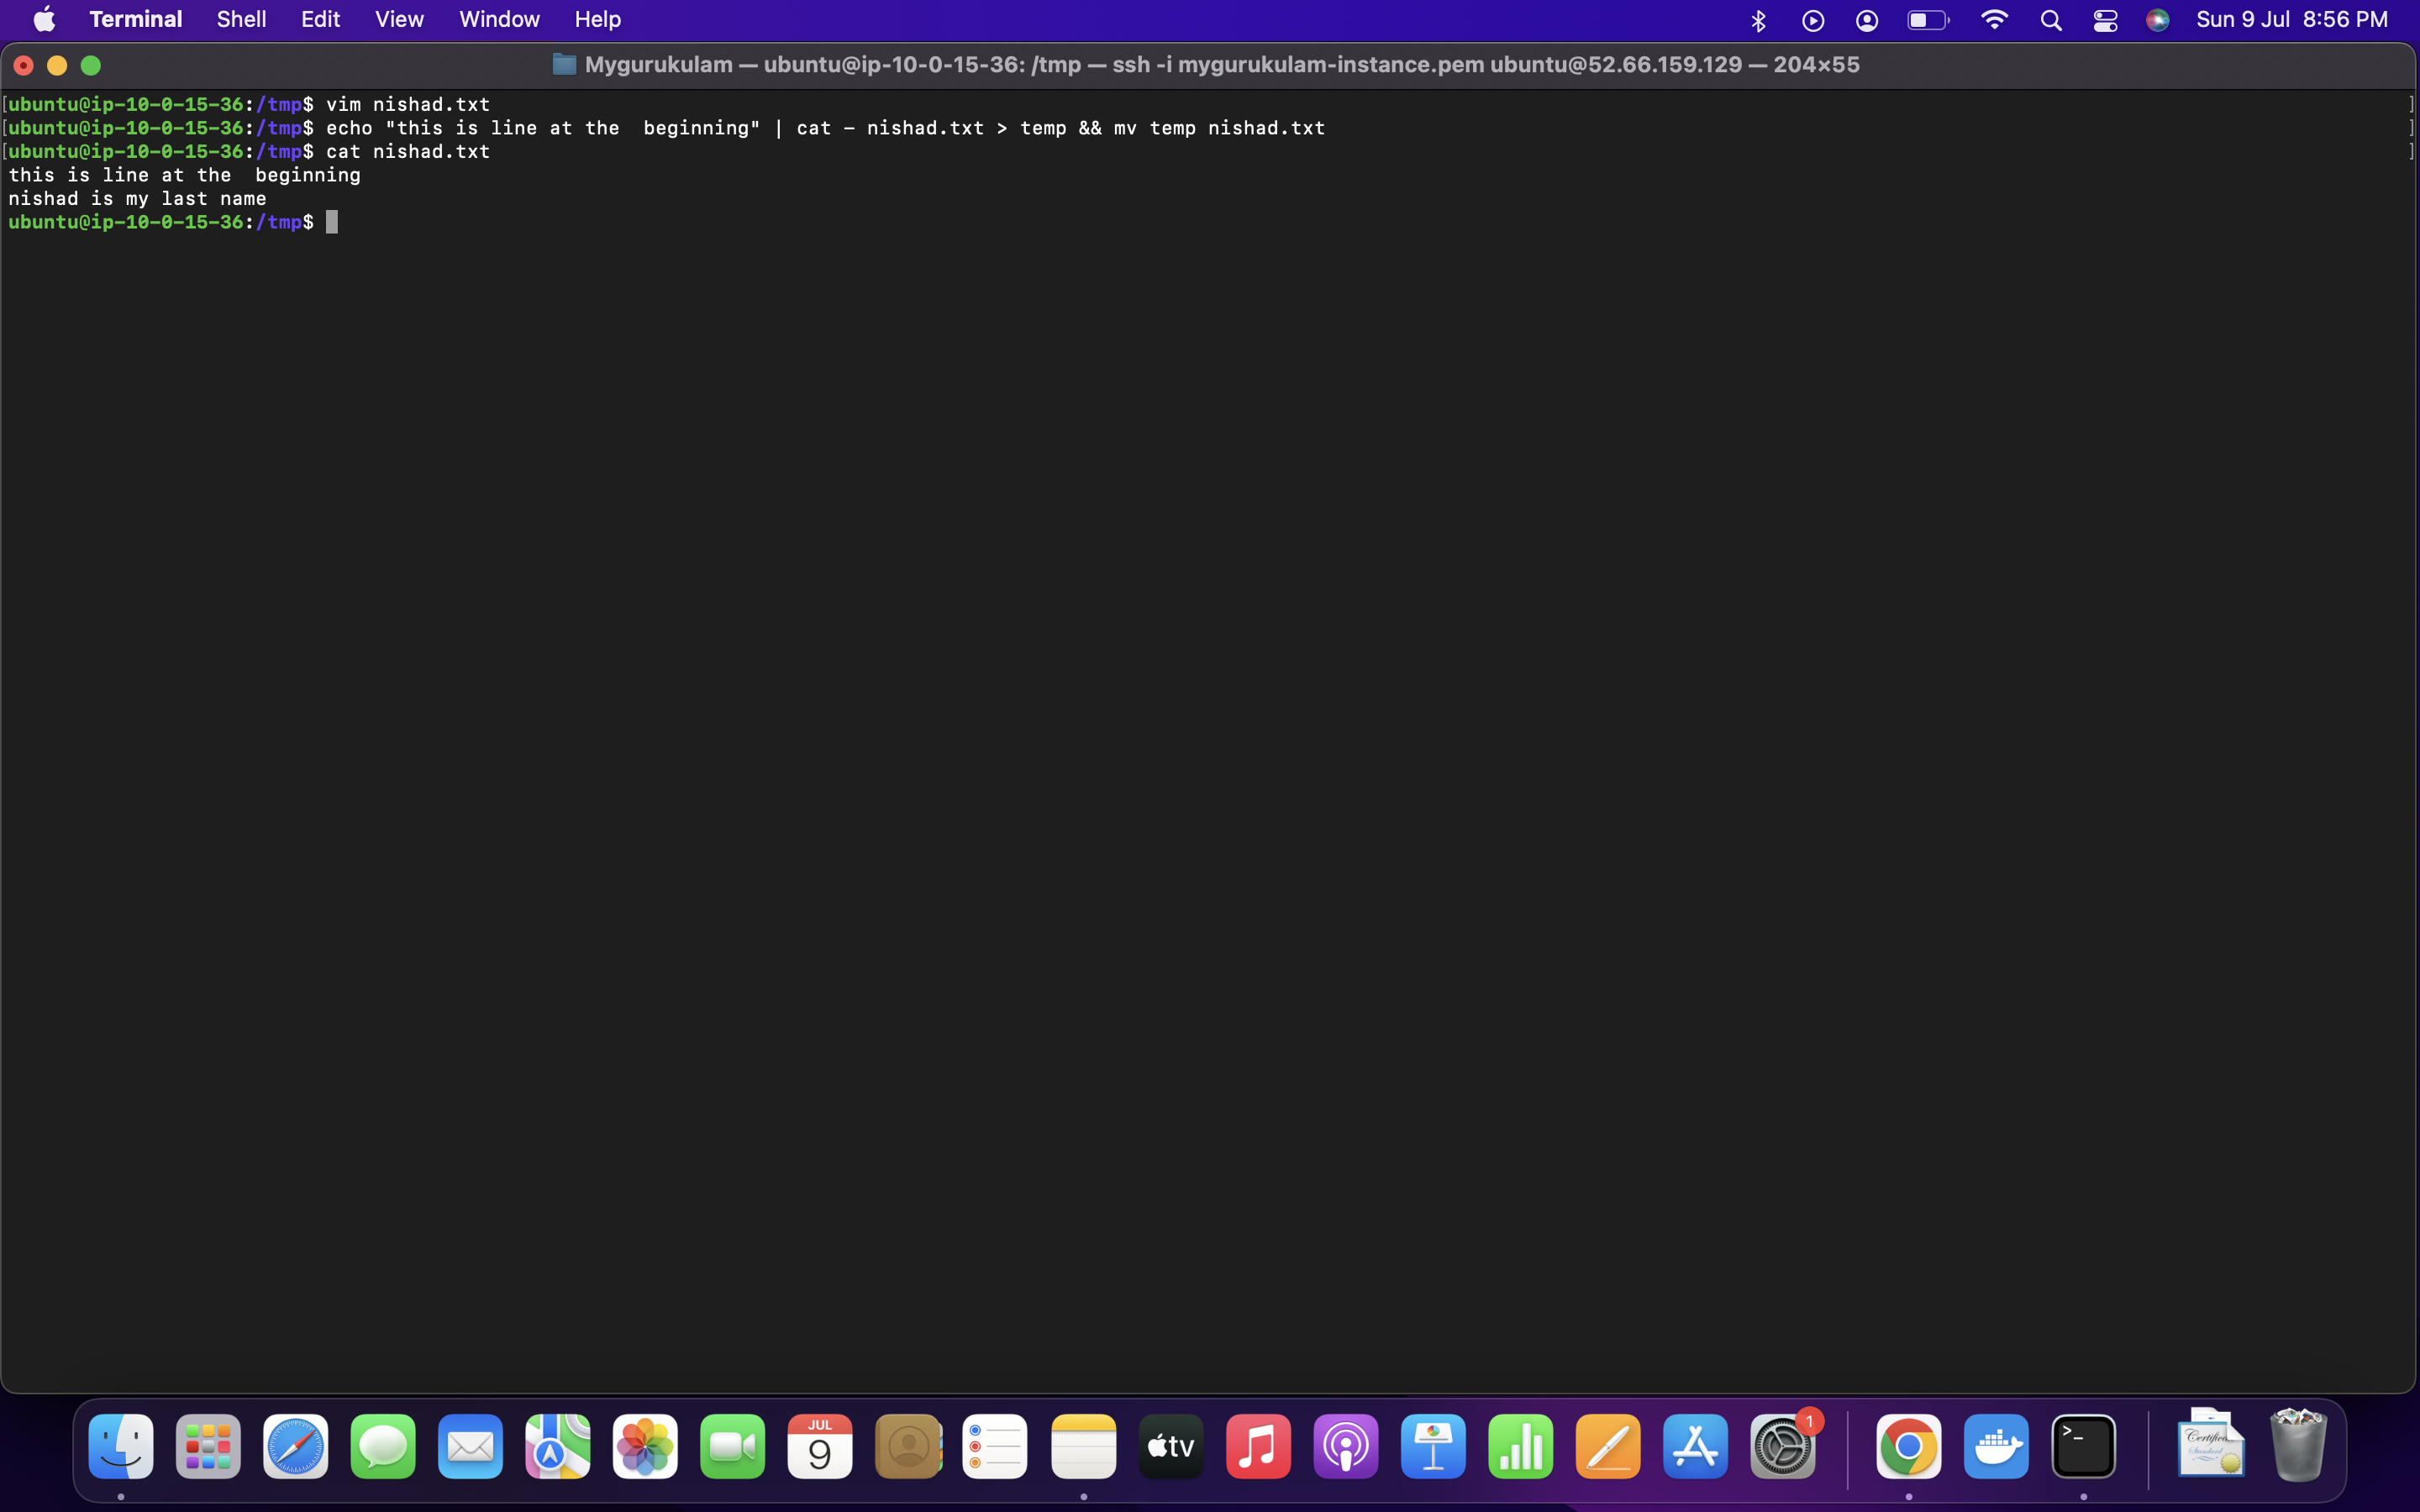 Terminal Shell Edit View Window Help Sun 9 Jul 8:56 PM
Mygurukulam — ubuntu@ip-10-0-15-36: /tmp — ssh -i mygurukulam-instance.pem ubuntu@52.66.159.129 — 204×55
[ubuntu@ip-10-0-15-36:/tmp$ vim nishad.txt ]
[ubuntu@ip-10-0-15-36:/tmp$ echo "this is line at the  beginning" | cat - nishad.txt > temp && mv temp nishad.txt ]
[ubuntu@ip-10-0-15-36:/tmp$ cat nishad.txt ]
this is line at the  beginning
nishad is my last name
ubuntu@ip-10-0-15-36:/tmp$
JUL
9
tv
1
>_